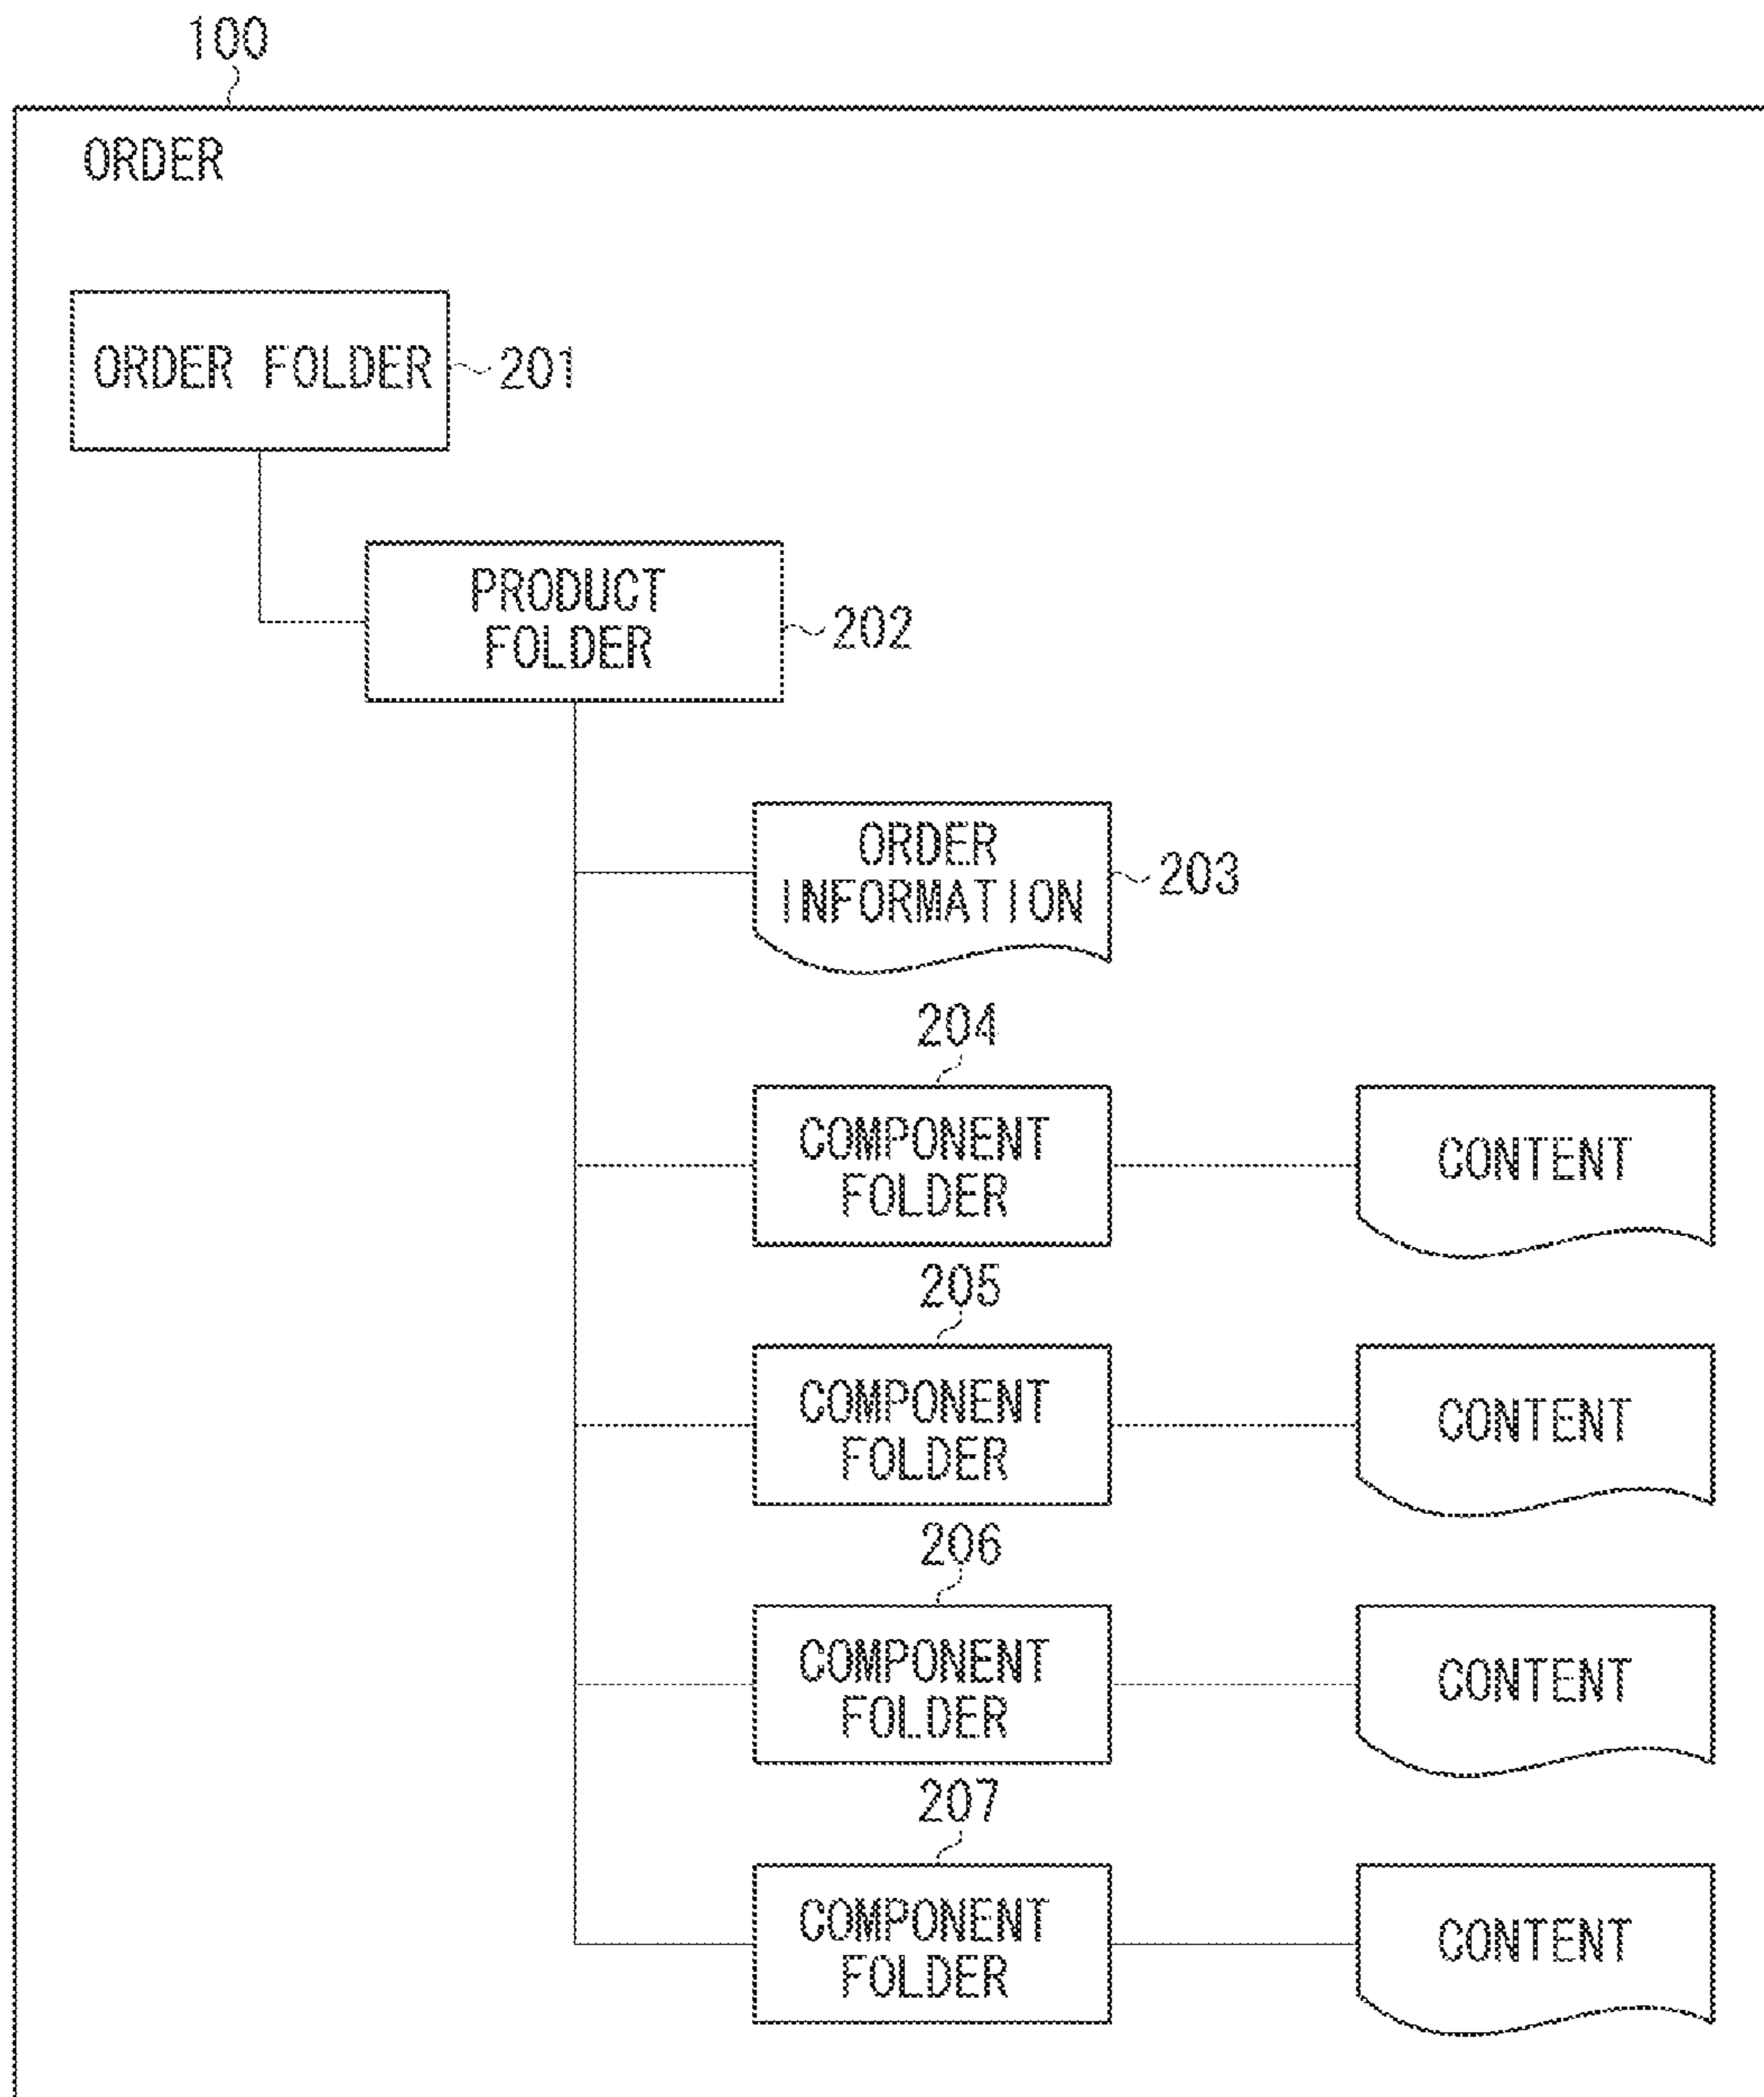 100
ORDER
ORDER FOLDER
201
PRODUCT
FOLDER
202
ORDER
INFORMATION
203
204
COMPONENT
FOLDER
CONTENT
205
COMPONENT
FOLDER
CONTENT
206
COMPONENT
FOLDER
CONTENT
207
COMPONENT
FOLDER
CONTENT